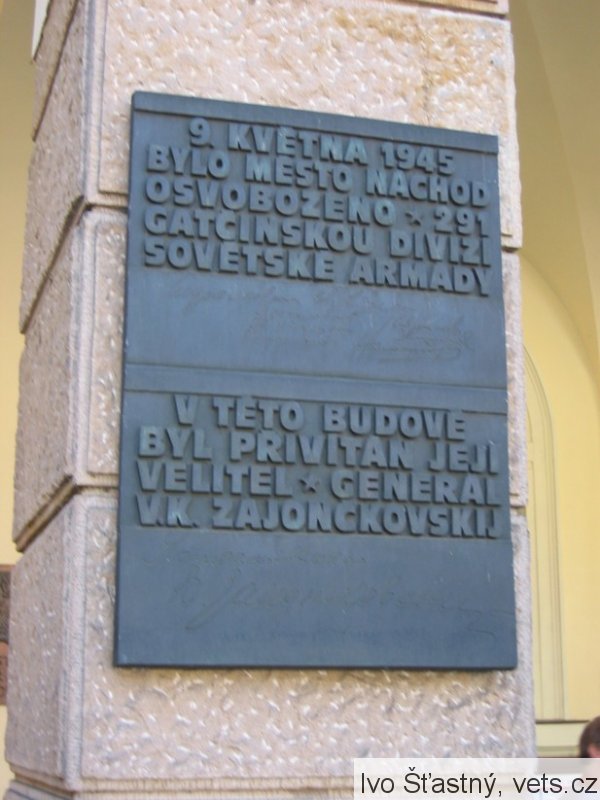 9. KVĚTNA 1945
BYLO MĚSTO NÁCHOD
OSVOBOZENO ★ 291
GATČINSKOU DIVIZÍ
SOVĚTSKÉ ARMÁDY
V TÉTO BUDOVĚ
BYL PŘIVÍTÁN JEJÍ
VELITEL ★ GENERÁL
V.K. ZAJONČKOVSKIJ
Ivo Šťastný, vets.cz